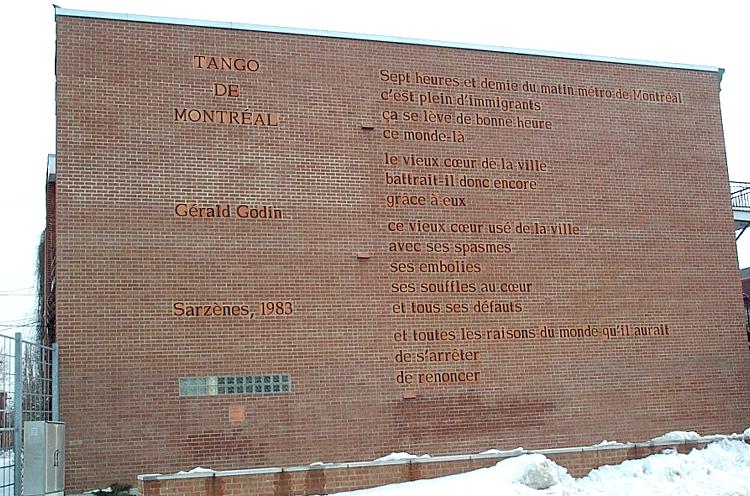 TANGO
DE
MONTRÉAL
Gérald Godin
Sarzènes, 1983
Sept heures et demie du matin métro de Montréal
c'est plein d'immigrants
ça se lève de bonne heure
ce monde-là
le vieux cœur de la ville
battrait-il donc encore
grâce à eux
ce vieux cœur usé de la ville
avec ses spasmes
ses embolies
ses souffles au cœur
et tous ses défauts
et toutes les raisons du monde qu'il aurait
de s'arrêter
de renoncer